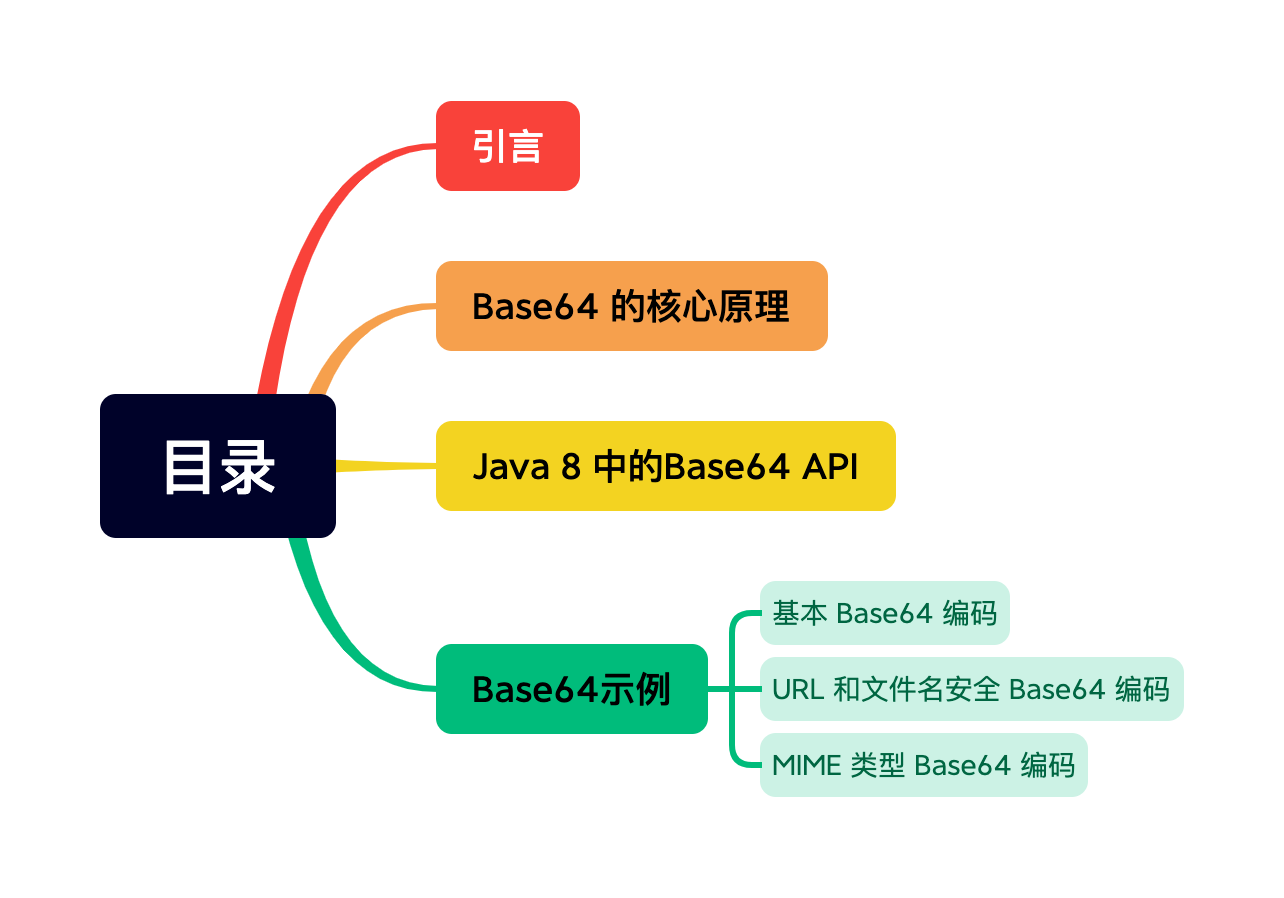 目录
引言
Base64 的核心原理
Java 8 中的Base64 API
Base64示例
基本 Base64 编码
URL 和文件名安全 Base64 编码
MIME 类型 Base64 编码